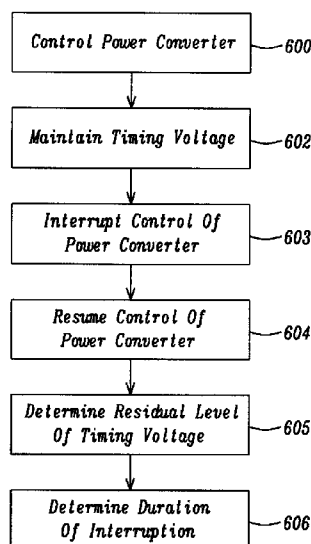 Control Power Converter
600
Maintain Timing Voltage
602
Interrupt Control Of
Power Converter
603
Resume Control Of
Power Converter
604
Determine Residual Level
Of Timing Voltage
605
Determine Duration
Of Interruption
606